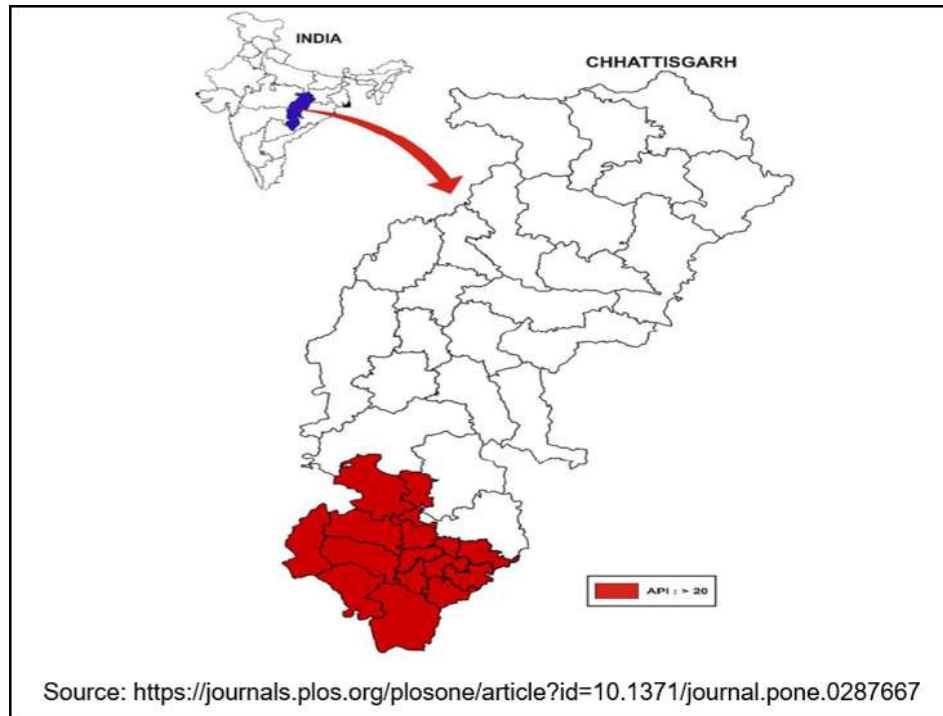 INDIA
CHHATTISGARH
API : > 20
Source: https://journals.plos.org/plosone/article?id=10.1371/journal.pone.0287667